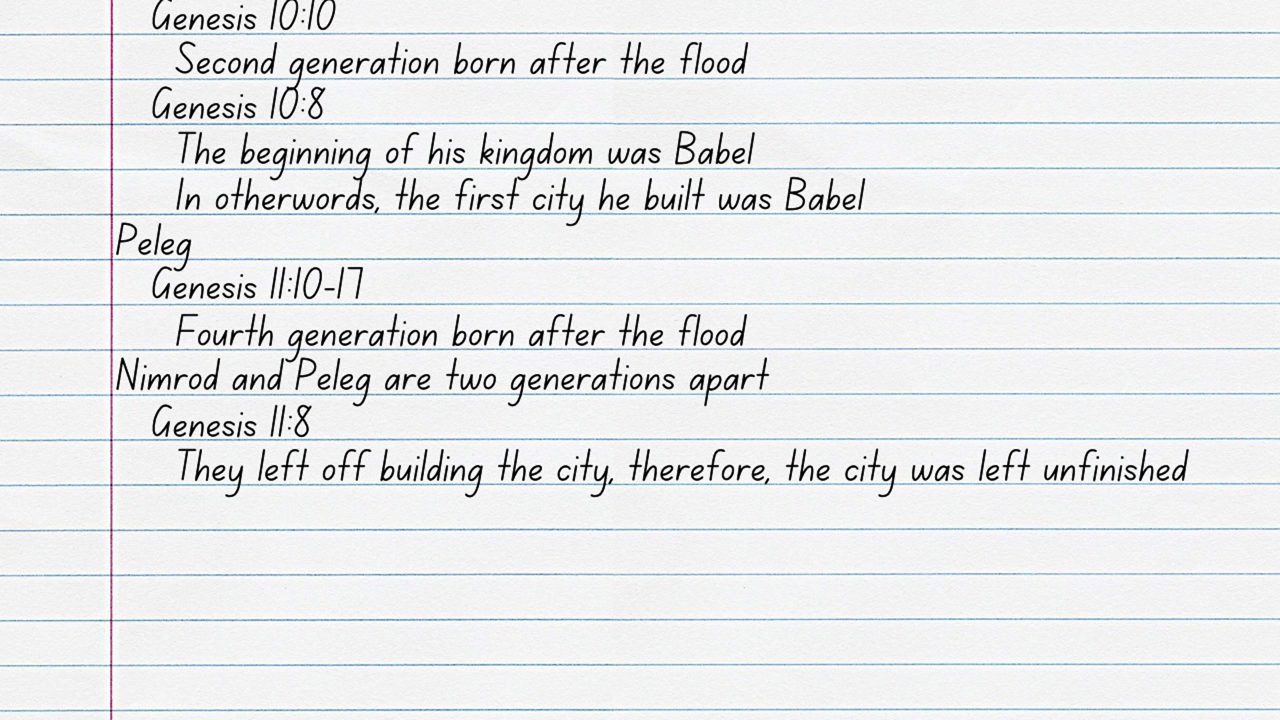 Genesis 10:10
Second generation born after the flood
Genesis 10:8
The beginning of his kingdom was Babel
In otherwords, the first city he built was Babel
Peleg
Genesis 11:10-17
Fourth generation born after the flood
Nimrod and Peleg are two generations apart
Genesis 11:8
They left off building the city, therefore, the city was left unfinished